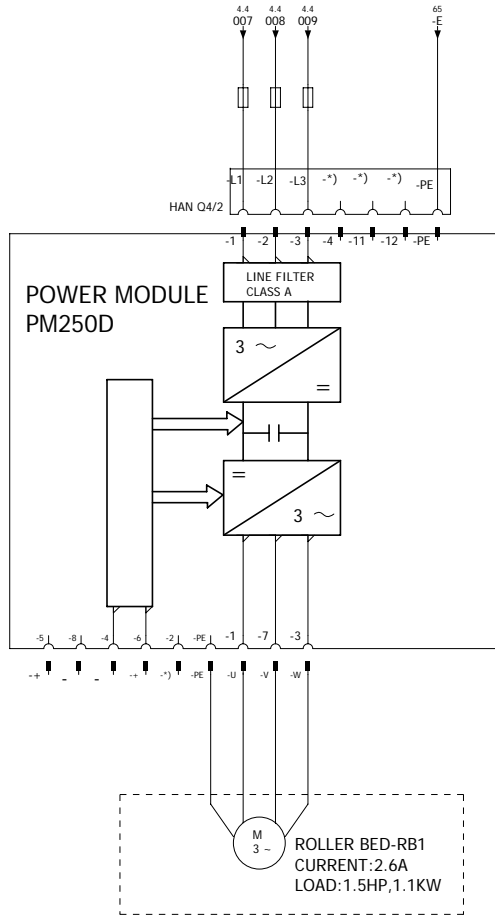 4.4 4.4 4.4 65
007 008 009 -E
-L1 -L2 -L3 -*) -*) -*) -PE
HAN Q4/2
-1 -2 -3 -4 -11 -12 -PE
LINE FILTER
CLASS A
POWER MODULE
PM250D
3 ~
=
=
3 ~
-5 -8 -4 -6 -2 -PE -1 -7 -3
-+ - - -+ -*) -PE -U -V -W
M
3 ~
ROLLER BED-RB1
CURRENT:2.6A
LOAD:1.5HP,1.1KW